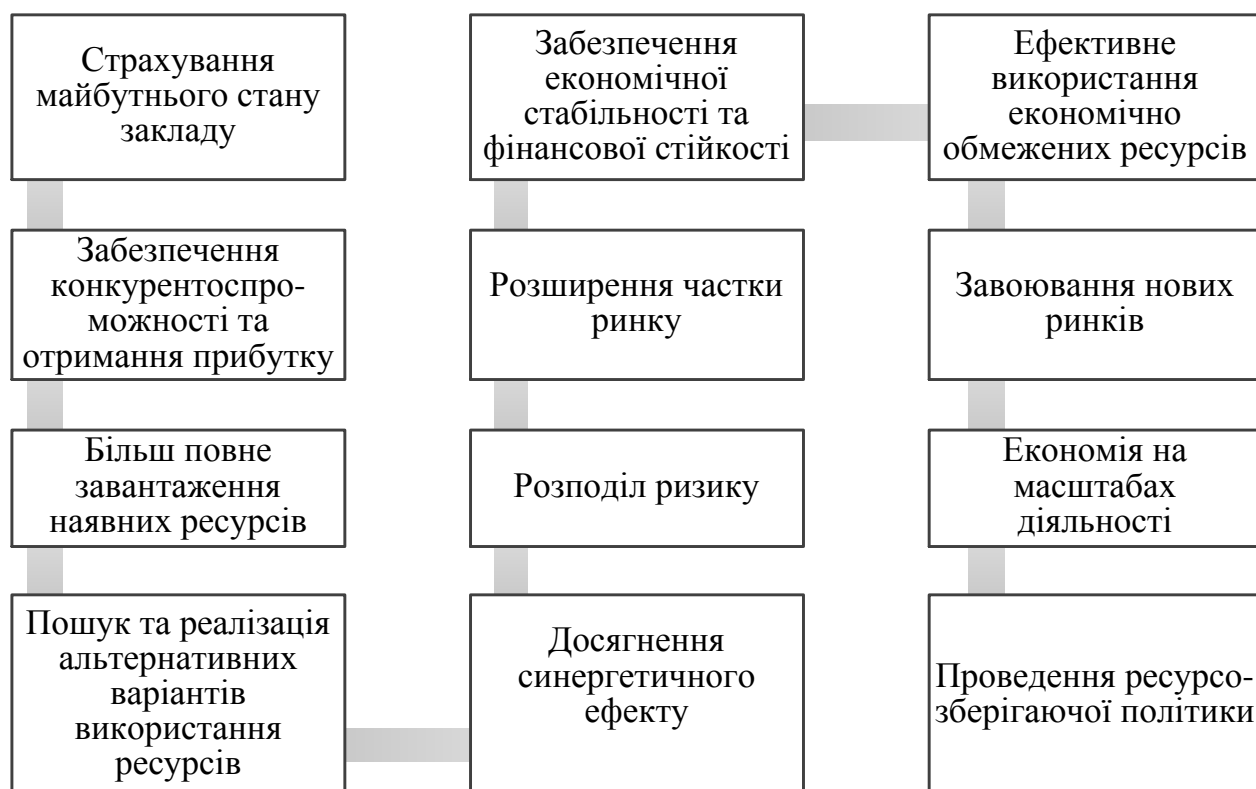 Страхування
майбутнього стану
закладу
Забезпечення
конкурентоспро-
можності та
отримання прибутку
Більш повне
завантаження
наявних ресурсів
Пошук та реалізація
альтернативних
варіантів
використання
ресурсів
Досягнення
синергетичного
ефекту
Розподіл ризику
Розширення частки
ринку
Забезпечення
економічної
стабільності та
фінансової стійкості
Ефективне
використання
економічно
обмежених ресурсів
Завоювання нових
ринків
Економія на
масштабах
діяльності
Проведення ресурсо-
зберігаючої політики